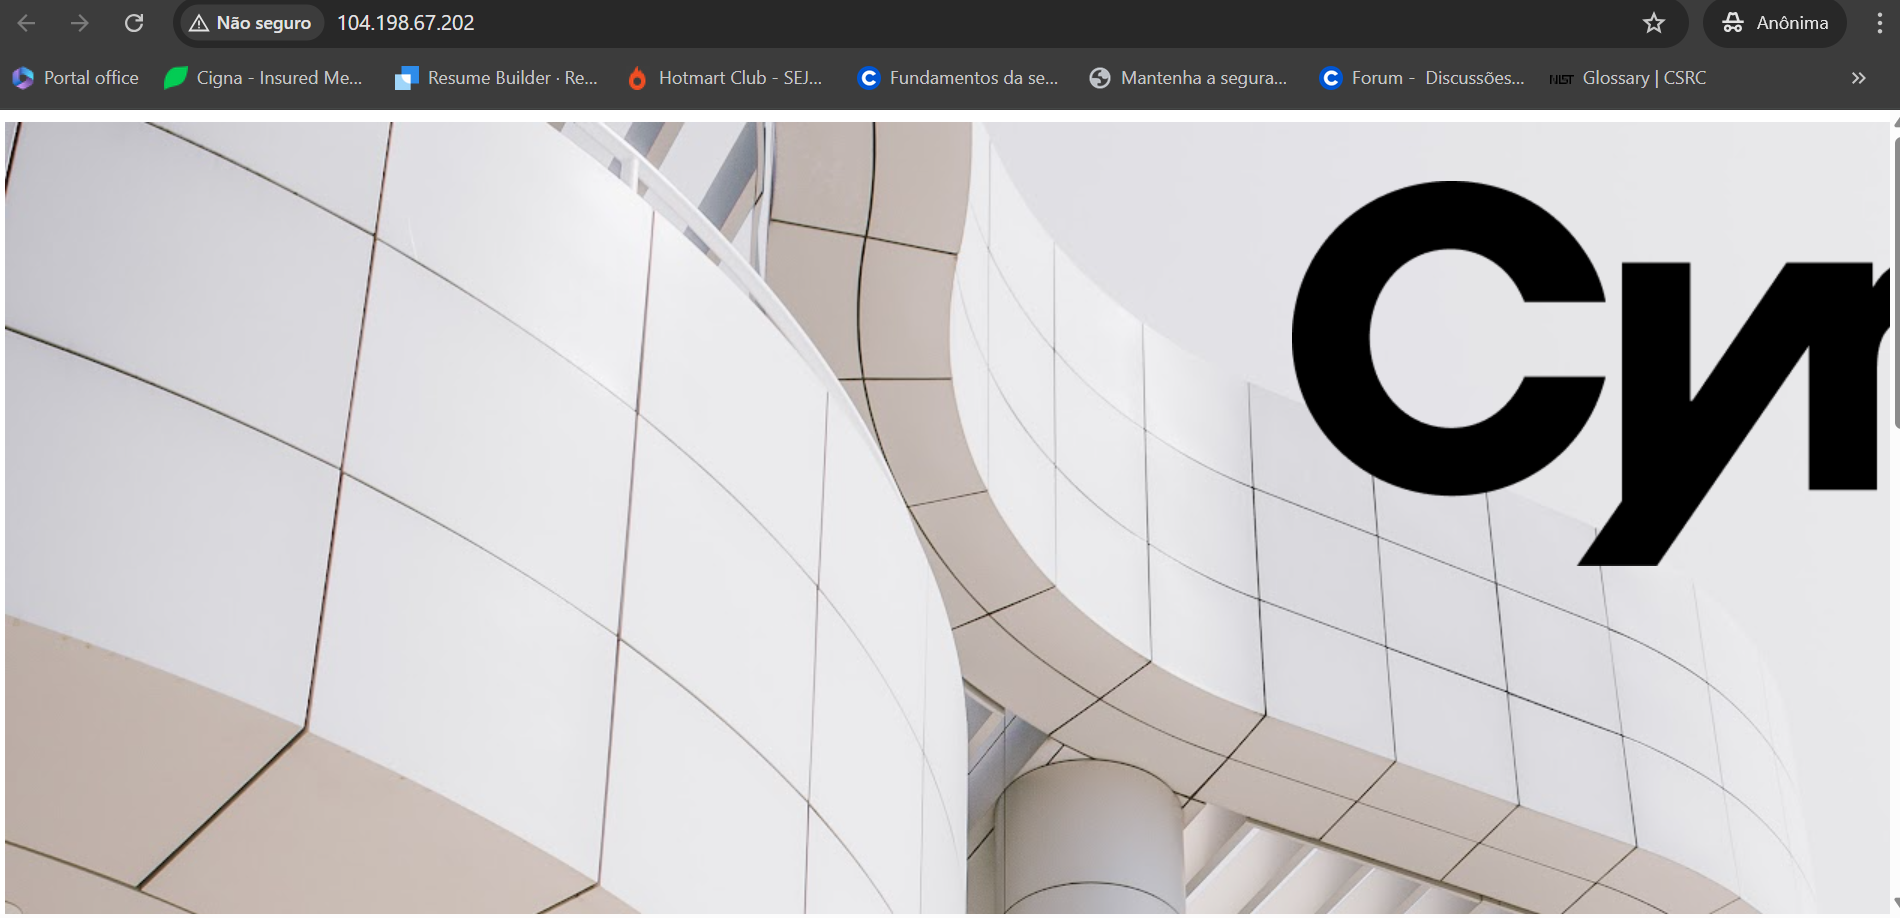 Não seguro 104.198.67.202 Anônima
Portal office Cigna - Insured Me... Resume Builder · Re... Hotmart Club - SEJ... Fundamentos da se... Mantenha a segura... Forum - Discussões... NIST Glossary | CSRC »
Cy